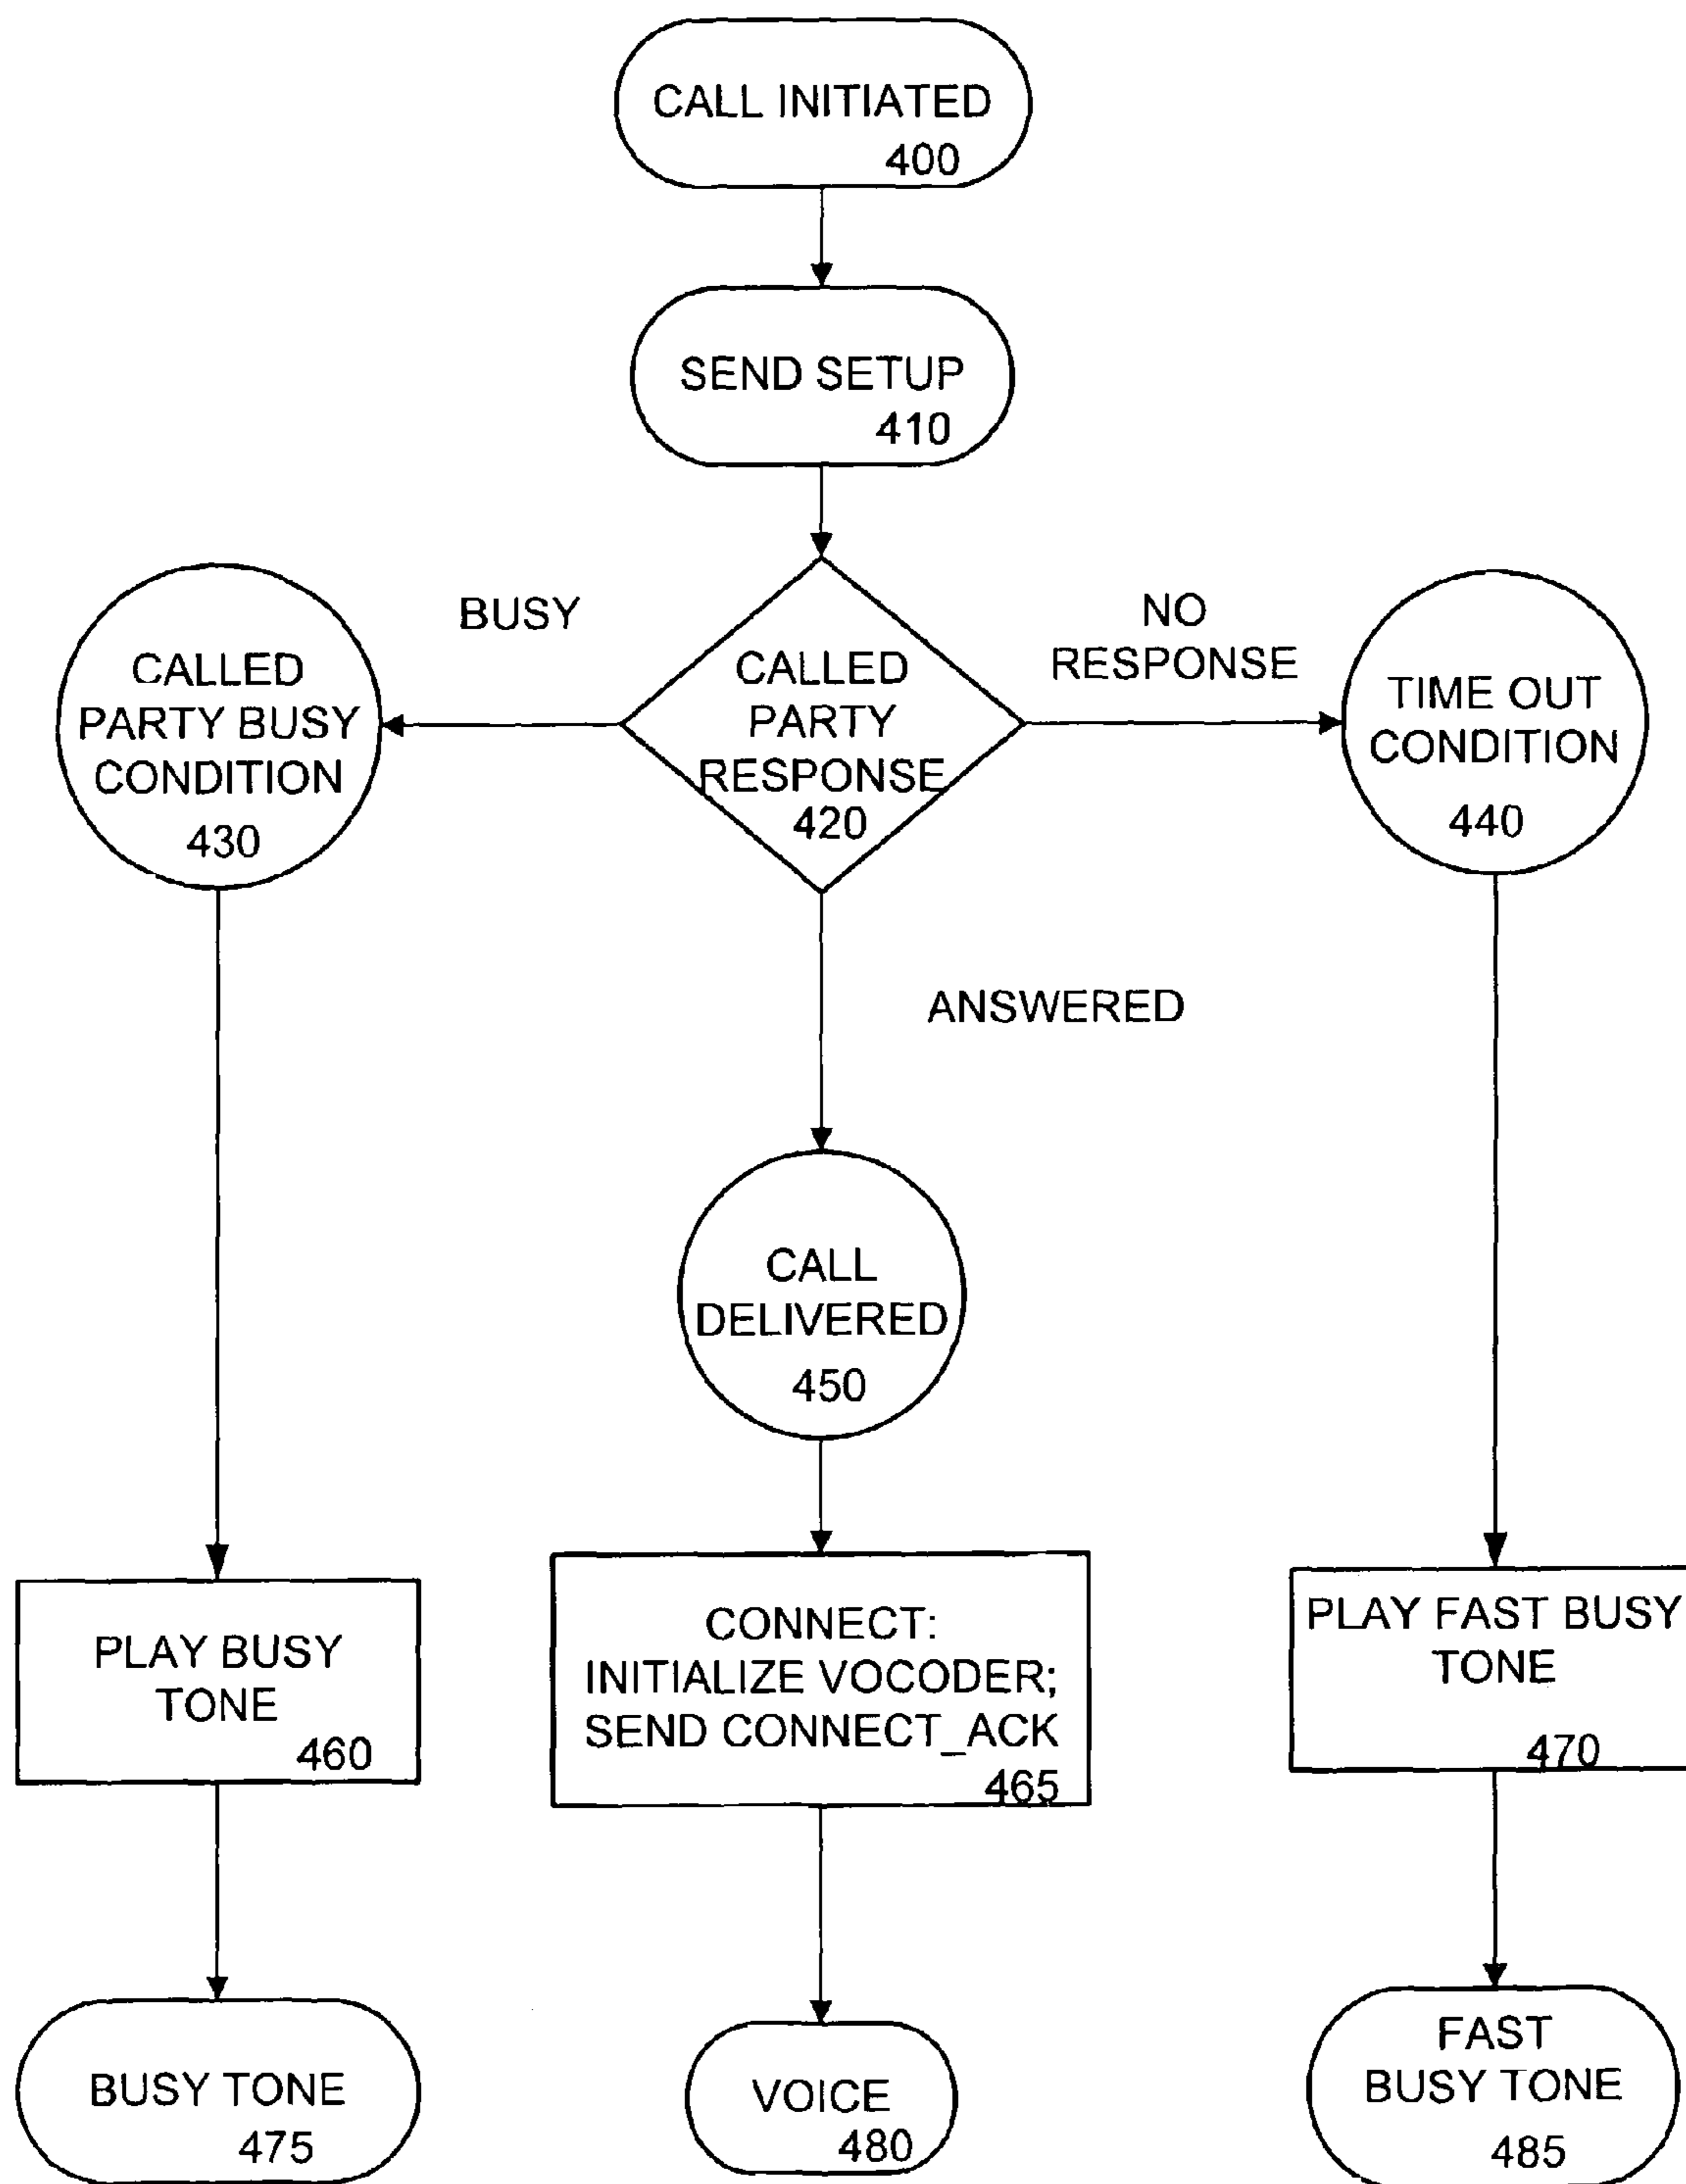 CALL INITIATED
400
SEND SETUP
410
BUSY
NO
RESPONSE
CALLED
PARTY BUSY
CONDITION
430
CALLED
PARTY
RESPONSE
420
TIME OUT
CONDITION
440
ANSWERED
CALL
DELIVERED
450
PLAY BUSY
TONE
460
CONNECT:
INITIALIZE VOCODER;
SEND CONNECT_ACK
465
PLAY FAST BUSY
TONE
470
BUSY TONE
475
VOICE
480
FAST
BUSY TONE
485